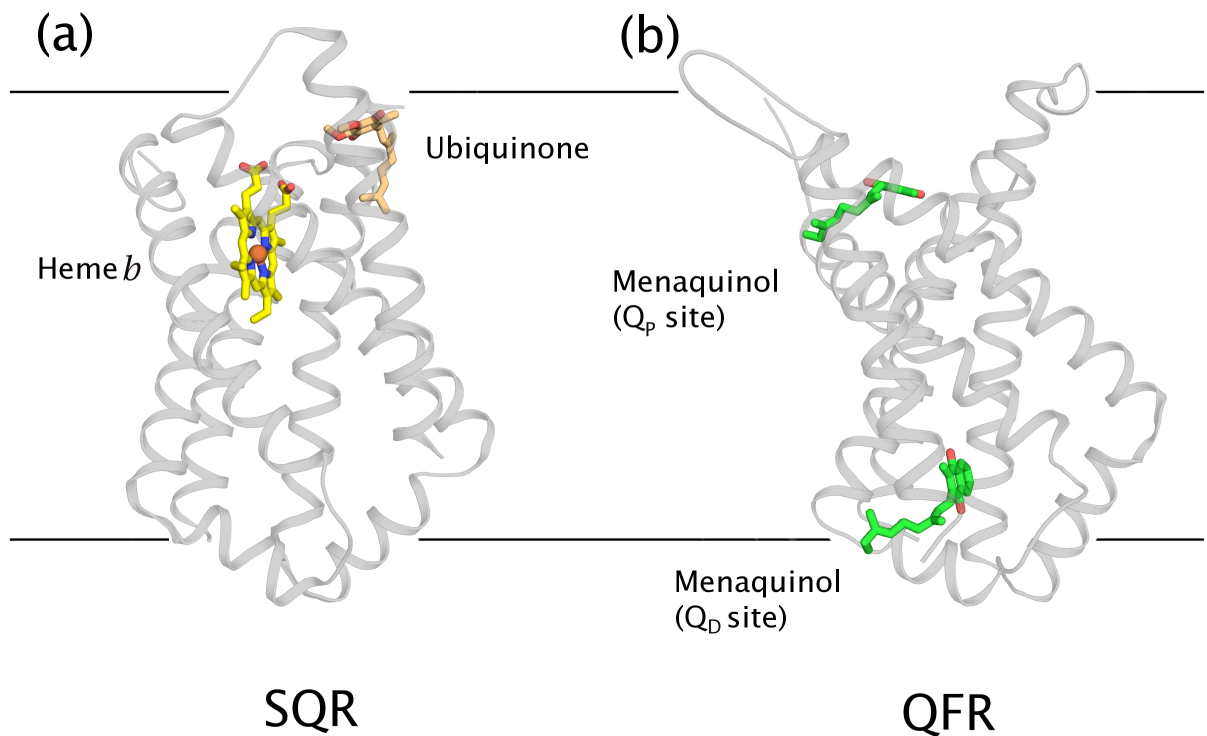 (a)
(b)
Ubiquinone
Heme b
Menaquinol
(QP site)
Menaquinol
(QD site)
SQR
QFR